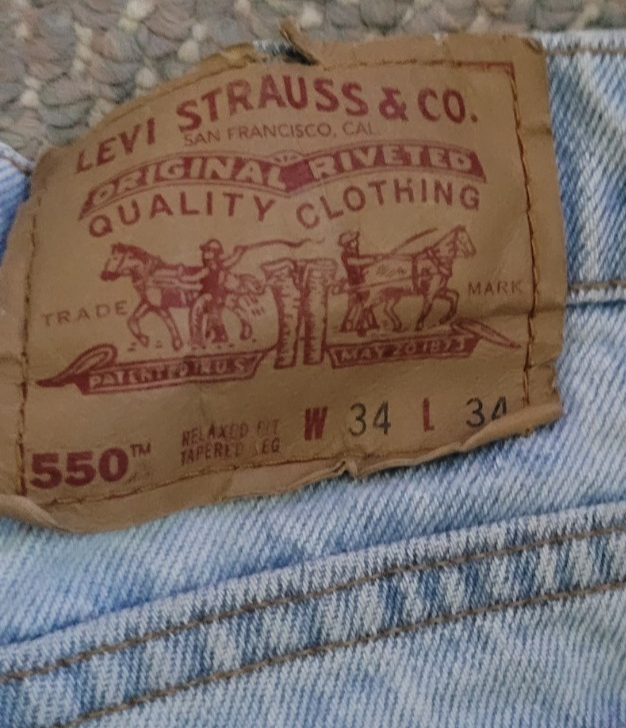 LEVI STRAUSS & CO.
SAN FRANCISCO, CAL
ORIGINAL RIVETED
QUALITY CLOTHING
TRADE MARK
PATENTED IN U.S. MAY 20 1873
550™ RELAXED FIT W 34 L 34
TAPERED LEG